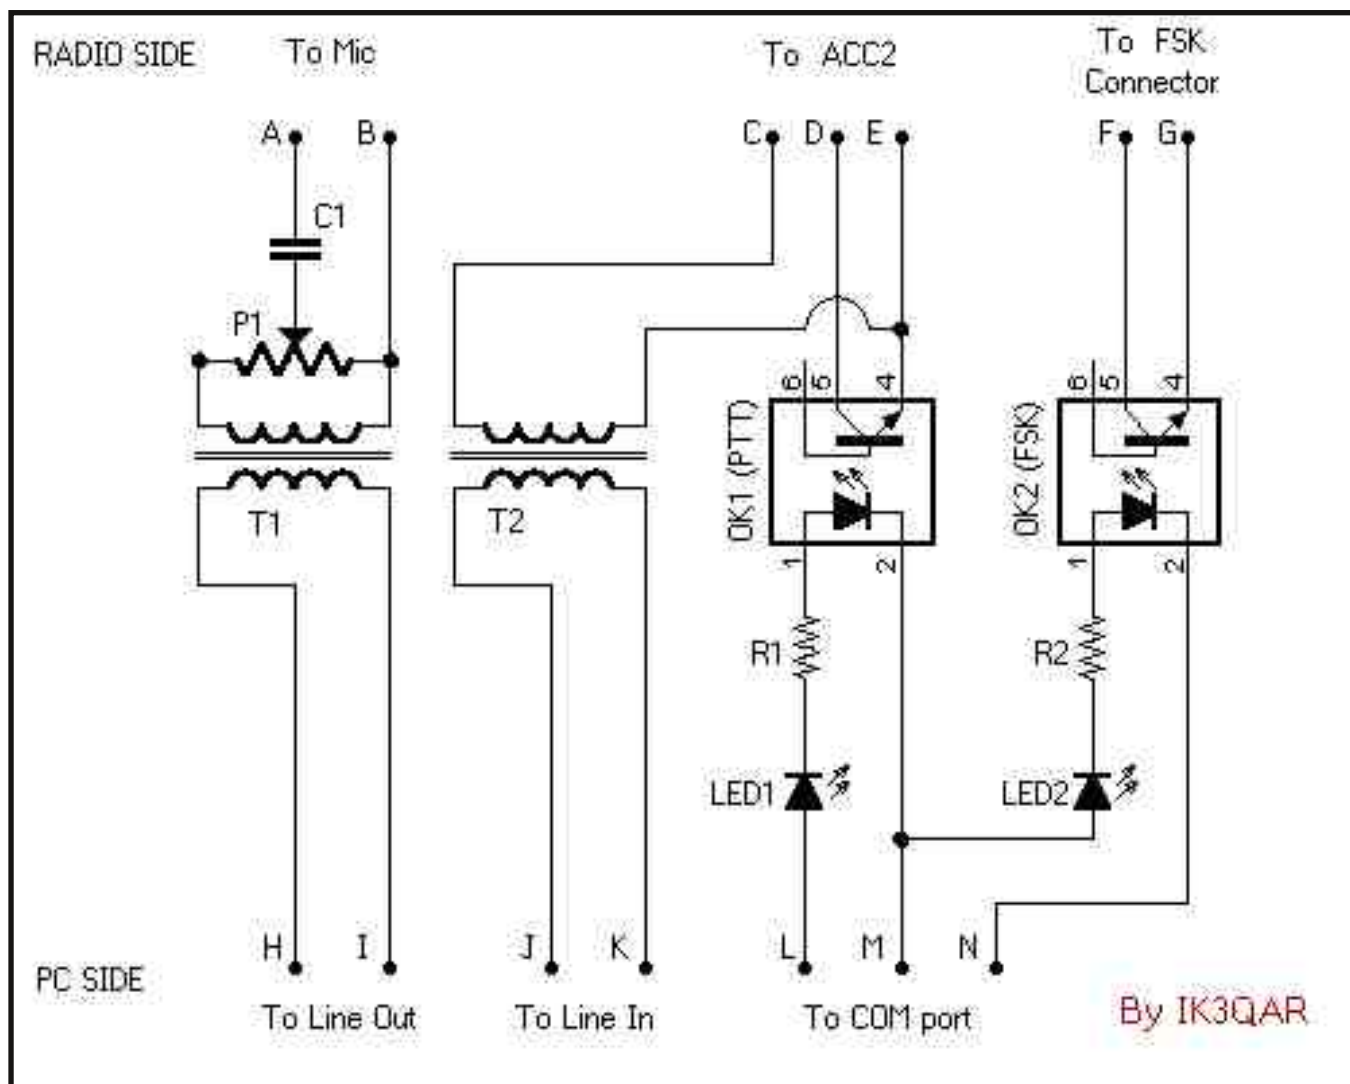 RADIO SIDE
To Mic
To ACC2
To FSK
Connector
A
B
C
D
E
F
G
C1
P1
6
5
4
6
5
4
OK1 (PTT)
OK2 (FSK)
T1
T2
1
2
1
2
R1
R2
LED1
LED2
H
I
J
K
L
M
N
PC SIDE
To Line Out
To Line In
To COM port
By IK3QAR